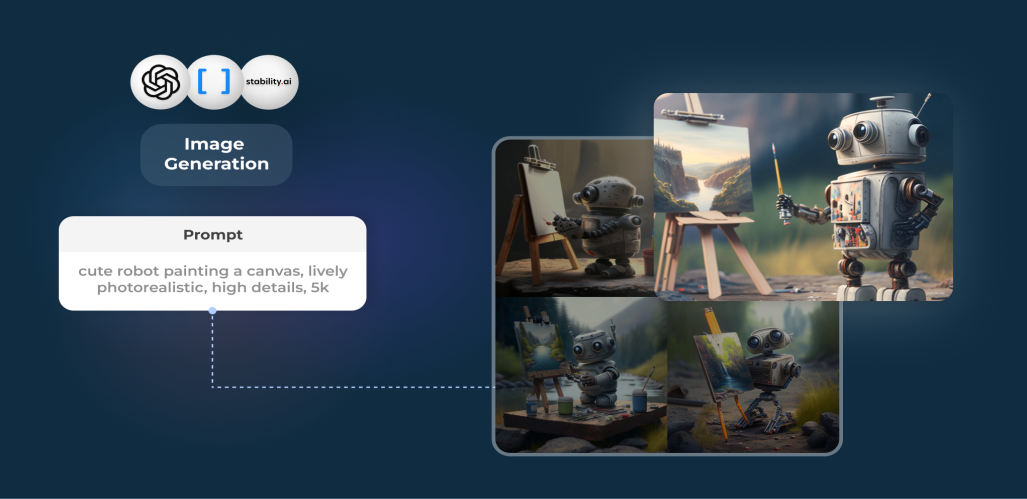 stability.ai
Image
Generation
Prompt
cute robot painting a canvas, lively
photorealistic, high details, 5k